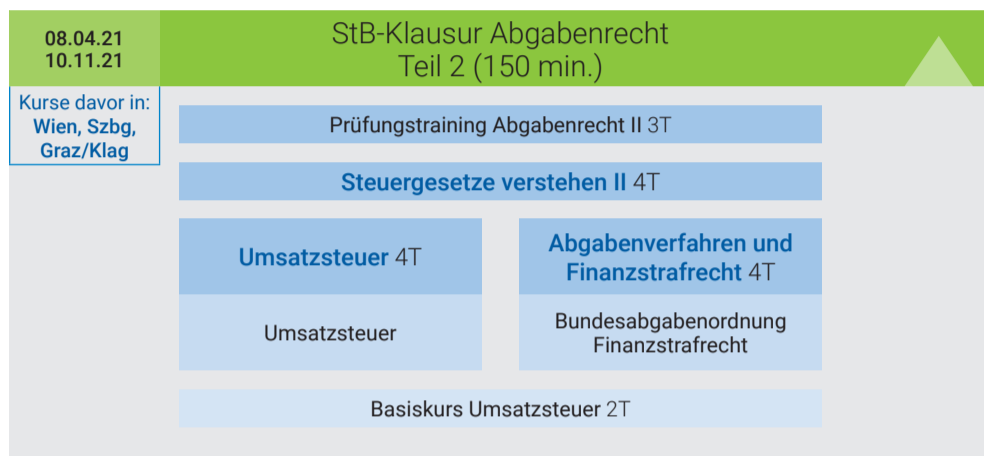 08.04.21
10.11.21
StB-Klausur Abgabenrecht
Teil 2 (150 min.)
Kurse davor in:
Wien, Szbg,
Graz/Klag
Prüfungstraining Abgabenrecht II 3T
Steuergesetze verstehen II 4T
Umsatzsteuer 4T
Umsatzsteuer
Abgabenverfahren und
Finanzstrafrecht 4T
Bundesabgabenordnung
Finanzstrafrecht
Basiskurs Umsatzsteuer 2T